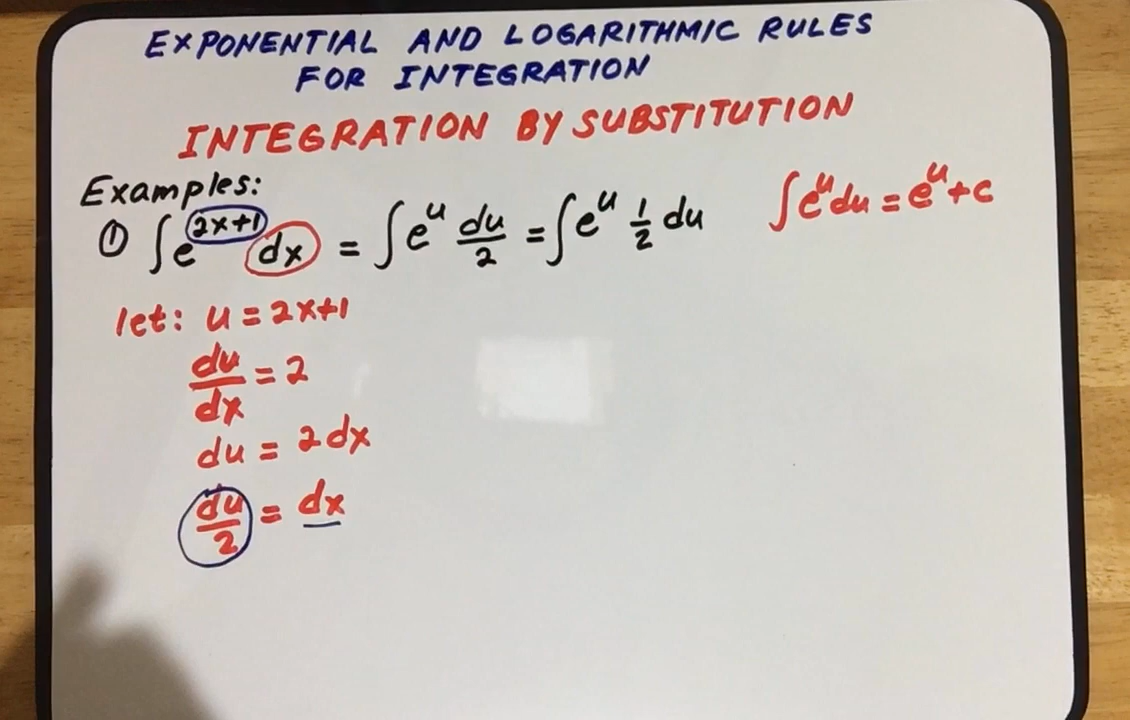 EXPONENTIAL AND LOGARITHMIC RULES
FOR INTEGRATION
INTEGRATION BY SUBSTITUTION
Examples:
① ∫e^{2x+1} dx = ∫e^u du/2 = ∫e^u 1/2 du
∫e^u du = e^u + c
let: u = 2x+1
du/dx = 2
du = 2dx
du/2 = dx